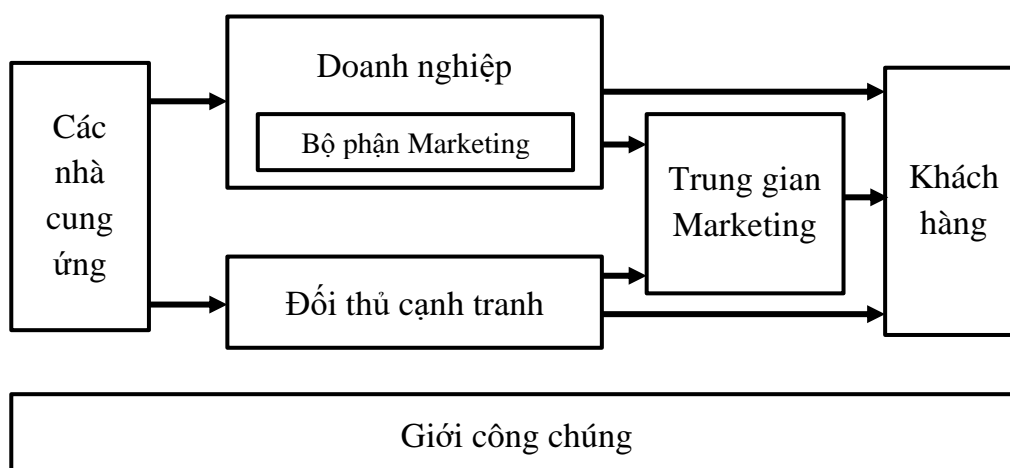 Các
nhà
cung
ứng
Doanh nghiệp
Bộ phận Marketing
Đối thủ cạnh tranh
Trung gian
Marketing
Khách
hàng
Giới công chúng